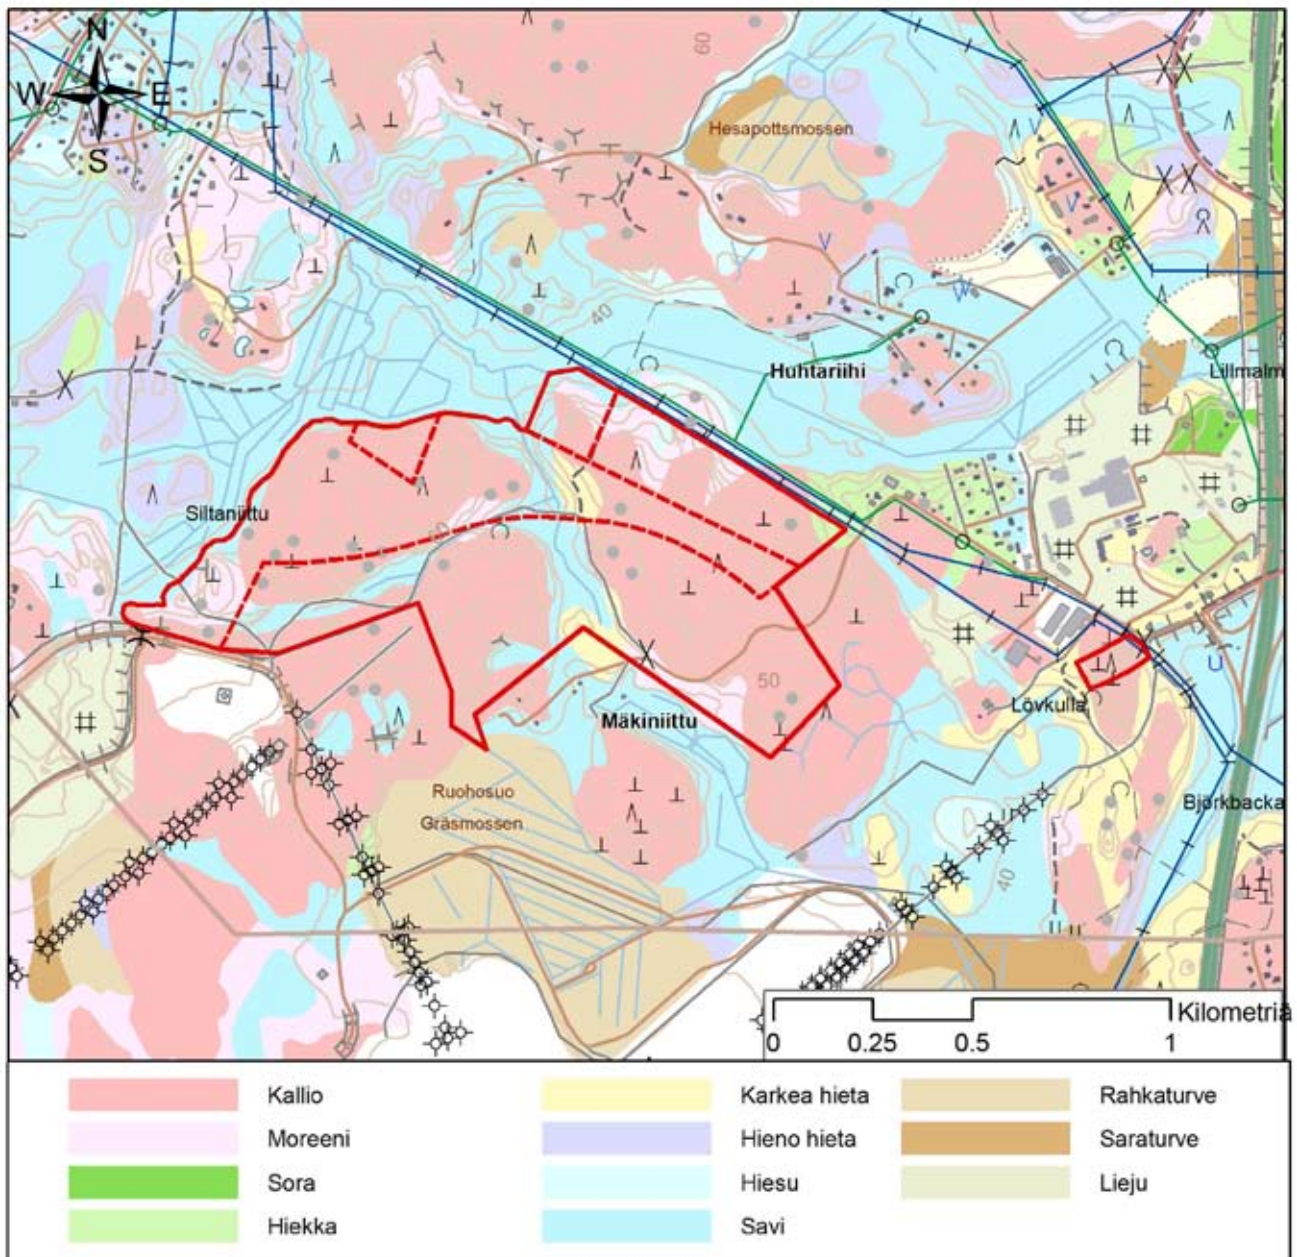 N
W E
S
60
Hesapottsmossen
V
V
V
W
40
Huhtariihi
Lillmalm
Siltaniittu
50
Mäkiniittu
Lövkulla
U
Ruohosuo
Gräsmossen
Björkbacka
40
Kilometriä
0 0.25 0.5 1
Kallio
Moreeni
Sora
Hiekka
Karkea hieta
Hieno hieta
Hiesu
Savi
Rahkaturve
Saraturve
Lieju